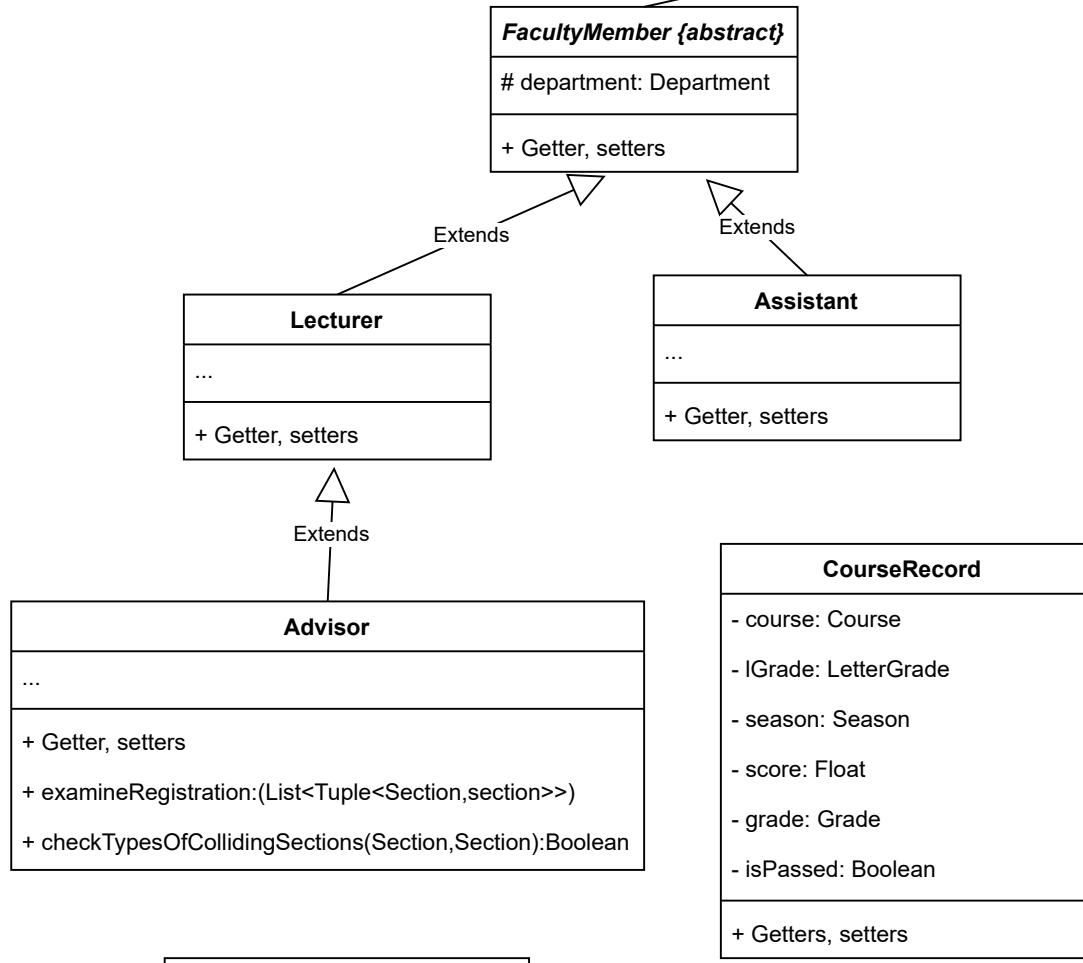 FacultyMember {abstract}
# department: Department
+ Getter, setters
Extends
Extends
Lecturer
...
+ Getter, setters
Assistant
...
+ Getter, setters
Extends
Advisor
...
+ Getter, setters
+ examineRegistration:(List<Tuple<Section,section>>)
+ checkTypesOfCollidingSections(Section,Section):Boolean
CourseRecord
- course: Course
- lGrade: LetterGrade
- season: Season
- score: Float
- grade: Grade
- isPassed: Boolean
+ Getters, setters